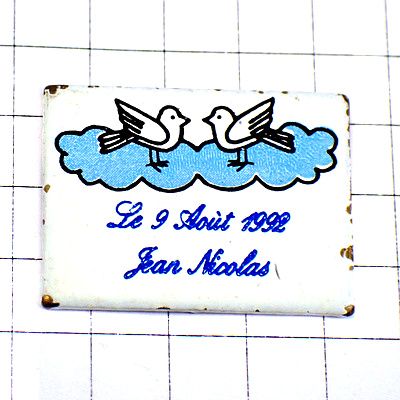 Le 9 Août 1992
Jean Nicolas